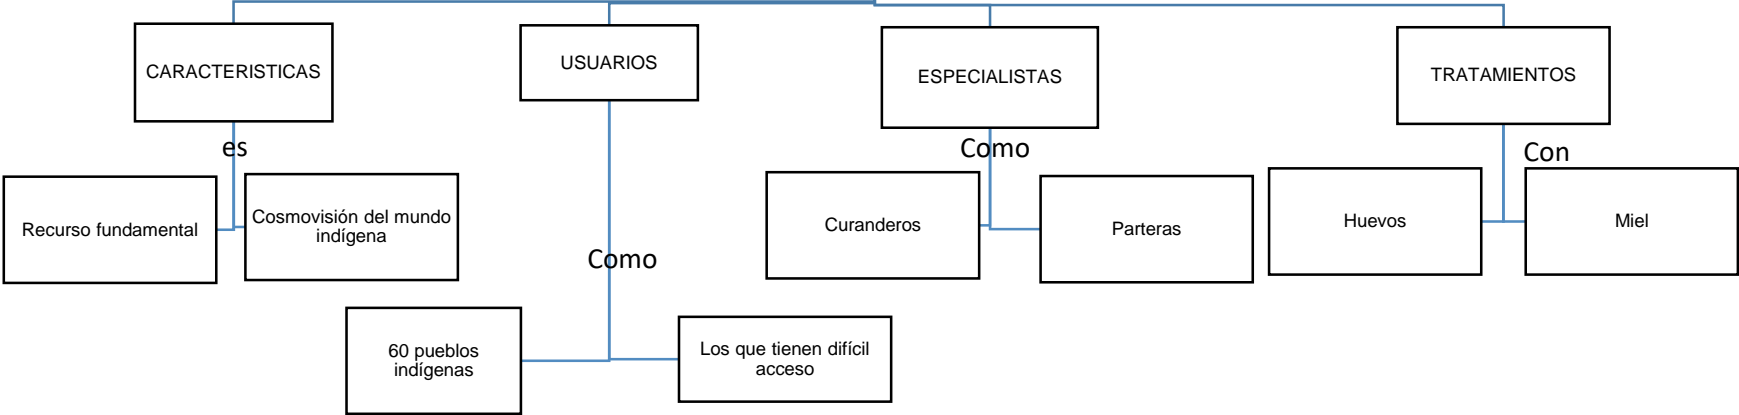 CARACTERISTICAS
USUARIOS
ESPECIALISTAS
TRATAMIENTOS
es
Como
Con
Recurso fundamental
Cosmovisión del mundo
indígena
Curanderos
Parteras
Huevos
Miel
Como
60 pueblos
indígenas
Los que tienen difícil
acceso